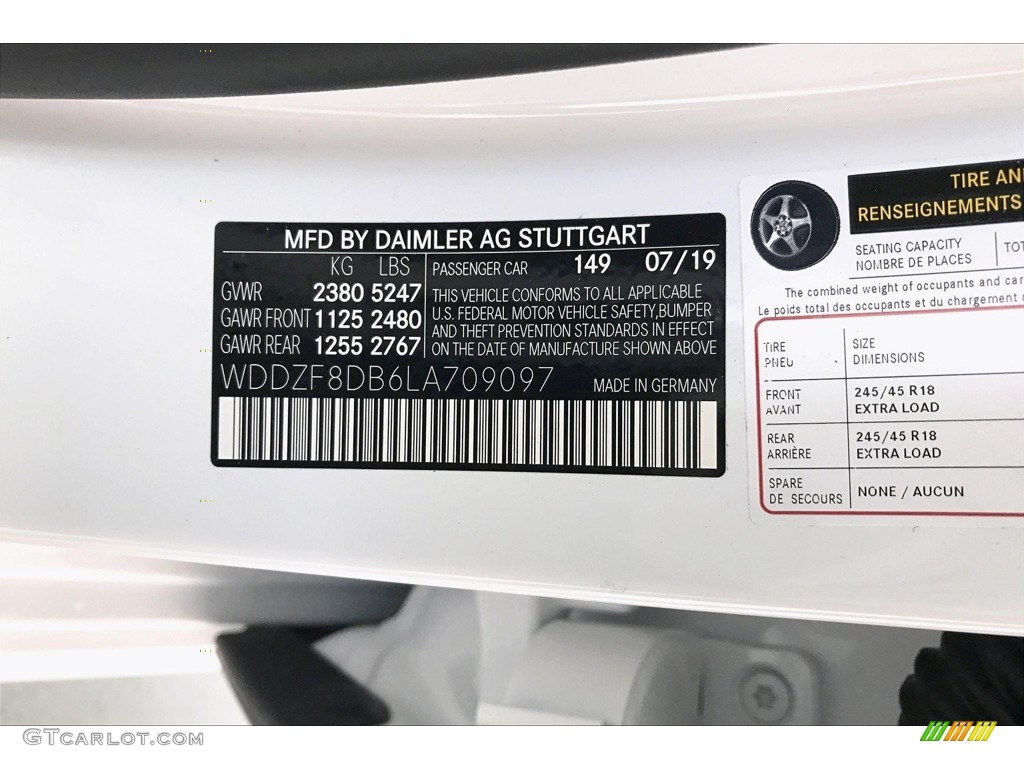 MFD BY DAIMLER AG STUTTGART
KG LBS
GVWR 2380 5247
GAWR FRONT 1125 2480
GAWR REAR 1255 2767
PASSENGER CAR 149 07/19
THIS VEHICLE CONFORMS TO ALL APPLICABLE
U.S. FEDERAL MOTOR VEHICLE SAFETY,BUMPER
AND THEFT PREVENTION STANDARDS IN EFFECT
ON THE DATE OF MANUFACTURE SHOWN ABOVE
WDDZF8DB6LA709097 MADE IN GERMANY
TIRE AN
RENSEIGNEMENTS
SEATING CAPACITY
NOMBRE DE PLACES
TOT
The combined weight of occupants and car
Le poids total des occupants et du chargement
TIRE
PNEU
SIZE
DIMENSIONS
FRONT
AVANT
245/45 R18
EXTRA LOAD
REAR
ARRIÈRE
245/45 R18
EXTRA LOAD
SPARE
DE SECOURS
NONE / AUCUN
GTCARLOT.COM